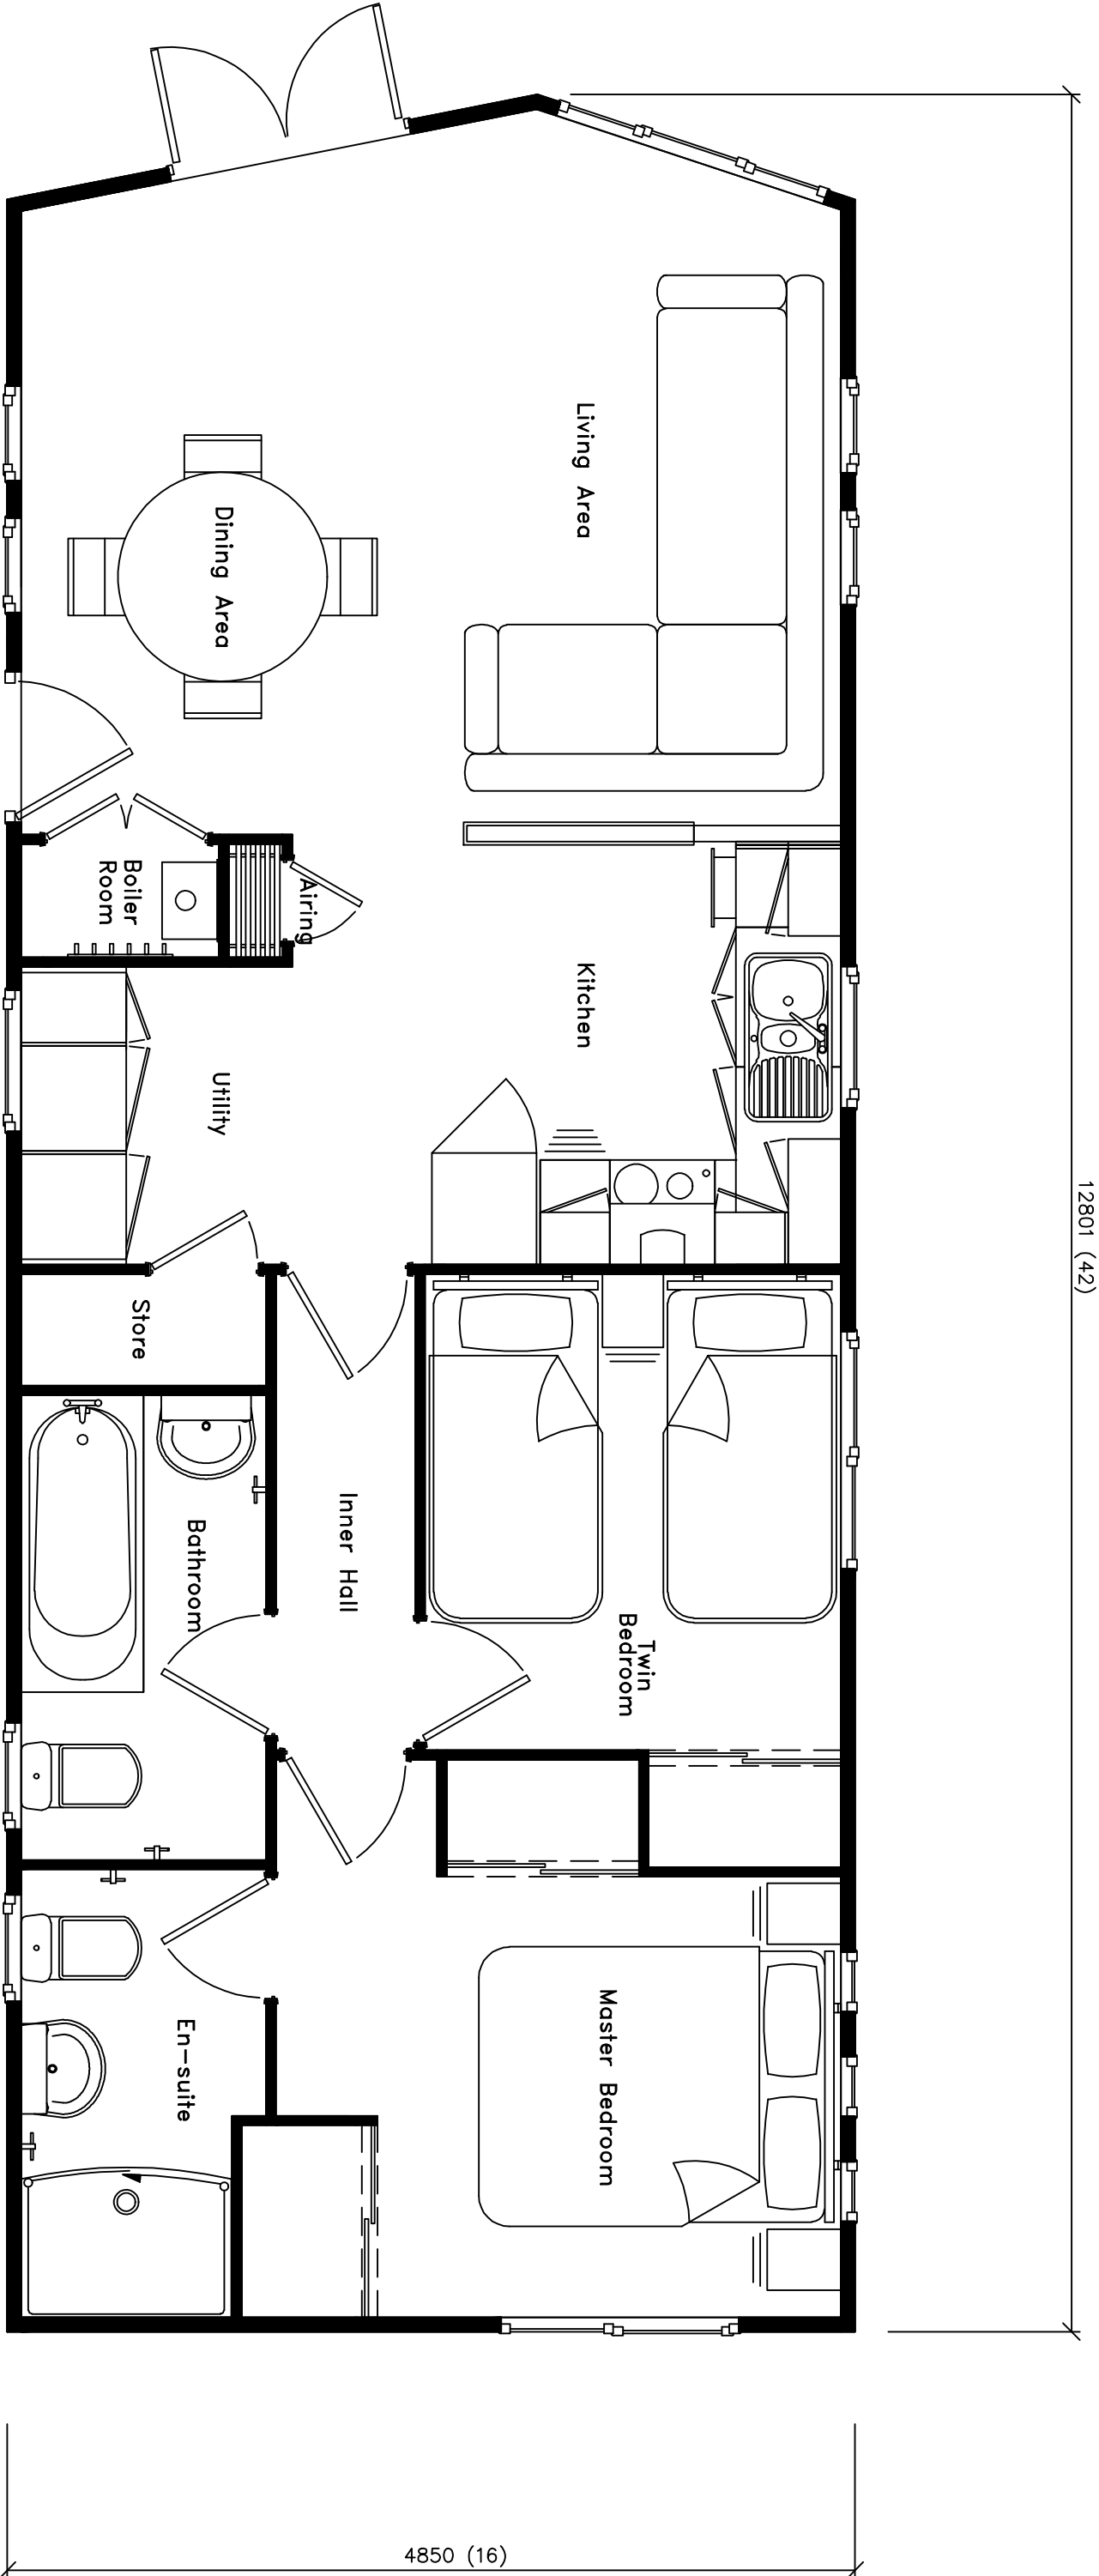 12801 (42)
Living Area
Dining Area
Boiler
Room
Airing
Kitchen
Utility
Store
Inner Hall
Bathroom
Twin
Bedroom
Master Bedroom
En-suite
4850 (16)